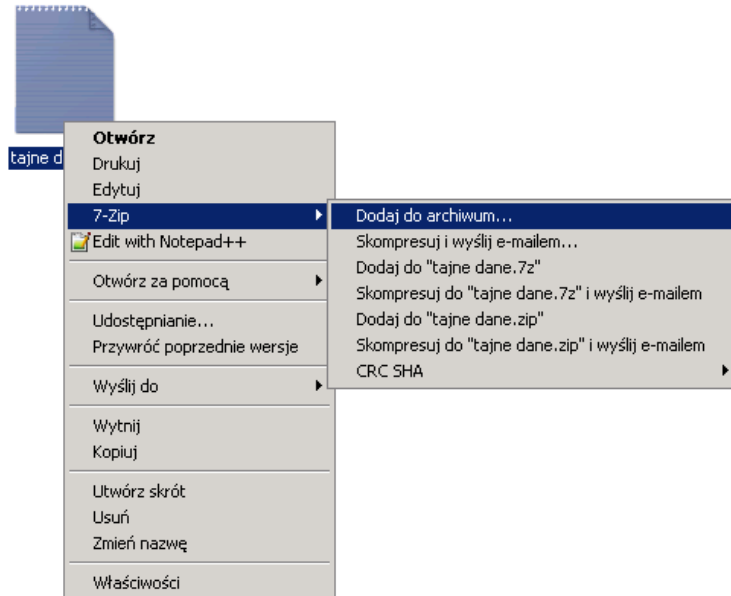 tajne d
Otwórz
Drukuj
Edytuj
7-Zip
Edit with Notepad++
Otwórz za pomocą
Udostępnianie...
Przywróć poprzednie wersje
Wyślij do
Wytnij
Kopiuj
Utwórz skrót
Usuń
Zmień nazwę
Właściwości
Dodaj do archiwum...
Skompresuj i wyślij e-mailem...
Dodaj do "tajne dane.7z"
Skompresuj do "tajne dane.7z" i wyślij e-mailem
Dodaj do "tajne dane.zip"
Skompresuj do "tajne dane.zip" i wyślij e-mailem
CRC SHA